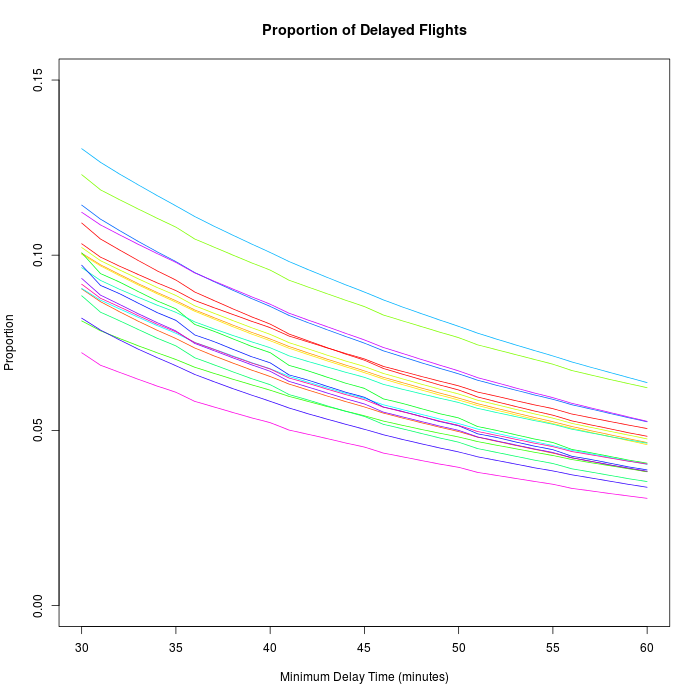 Proportion of Delayed Flights
Proportion
0.15
0.10
0.05
0.00
30 35 40 45 50 55 60
Minimum Delay Time (minutes)